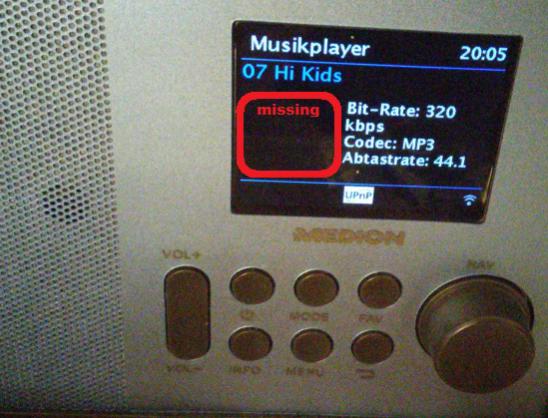 Musikplayer 20:05
07 Hi Kids
missing
Bit-Rate: 320
kbps
Codec: MP3
Abtastrate: 44.1
UPnP
MEDION
VOL+
NAV
MODE
FAV
VOL-
INFO
MENU